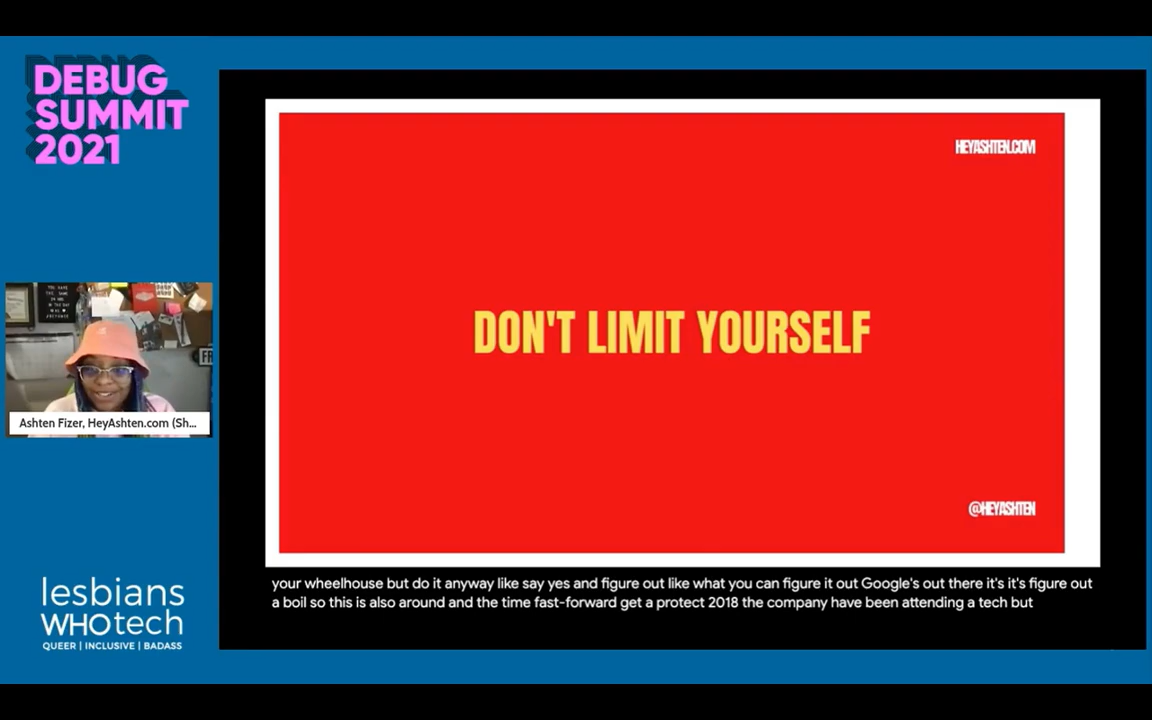 DEBUG
SUMMIT
2021
HEYASHTEN.COM
DON'T LIMIT YOURSELF
@HEYASHTEN
Ashten Fizer, HeyAshten.com (Sh...
lesbians
WHOtech
QUEER | INCLUSIVE | BADASS
your wheelhouse but do it anyway like say yes and figure out like what you can figure it out Google's out there it's it's figure out
a boil so this is also around and the time fast-forward get a protect 2018 the company have been attending a tech but